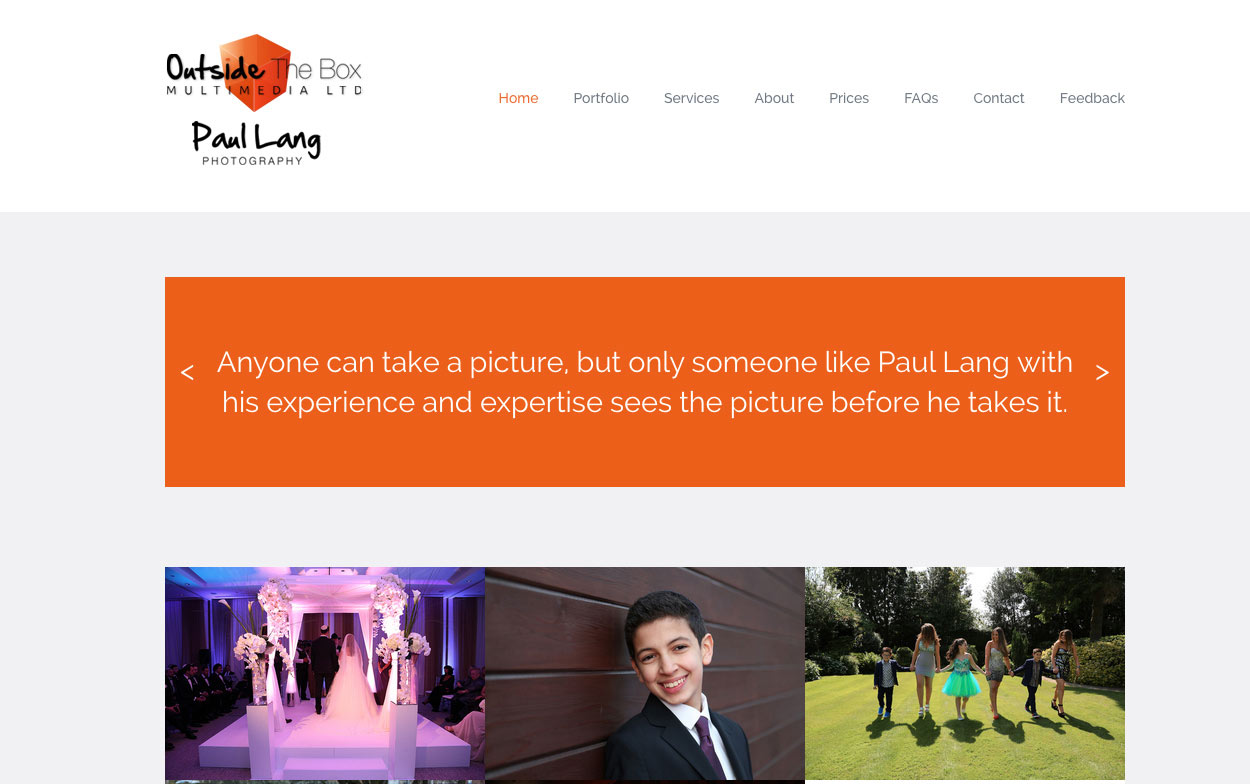 Outside The Box
MULTIMEDIA LTD
Paul Lang
PHOTOGRAPHY
Home Portfolio Services About Prices FAQs Contact Feedback
< Anyone can take a picture, but only someone like Paul Lang with >
his experience and expertise sees the picture before he takes it.